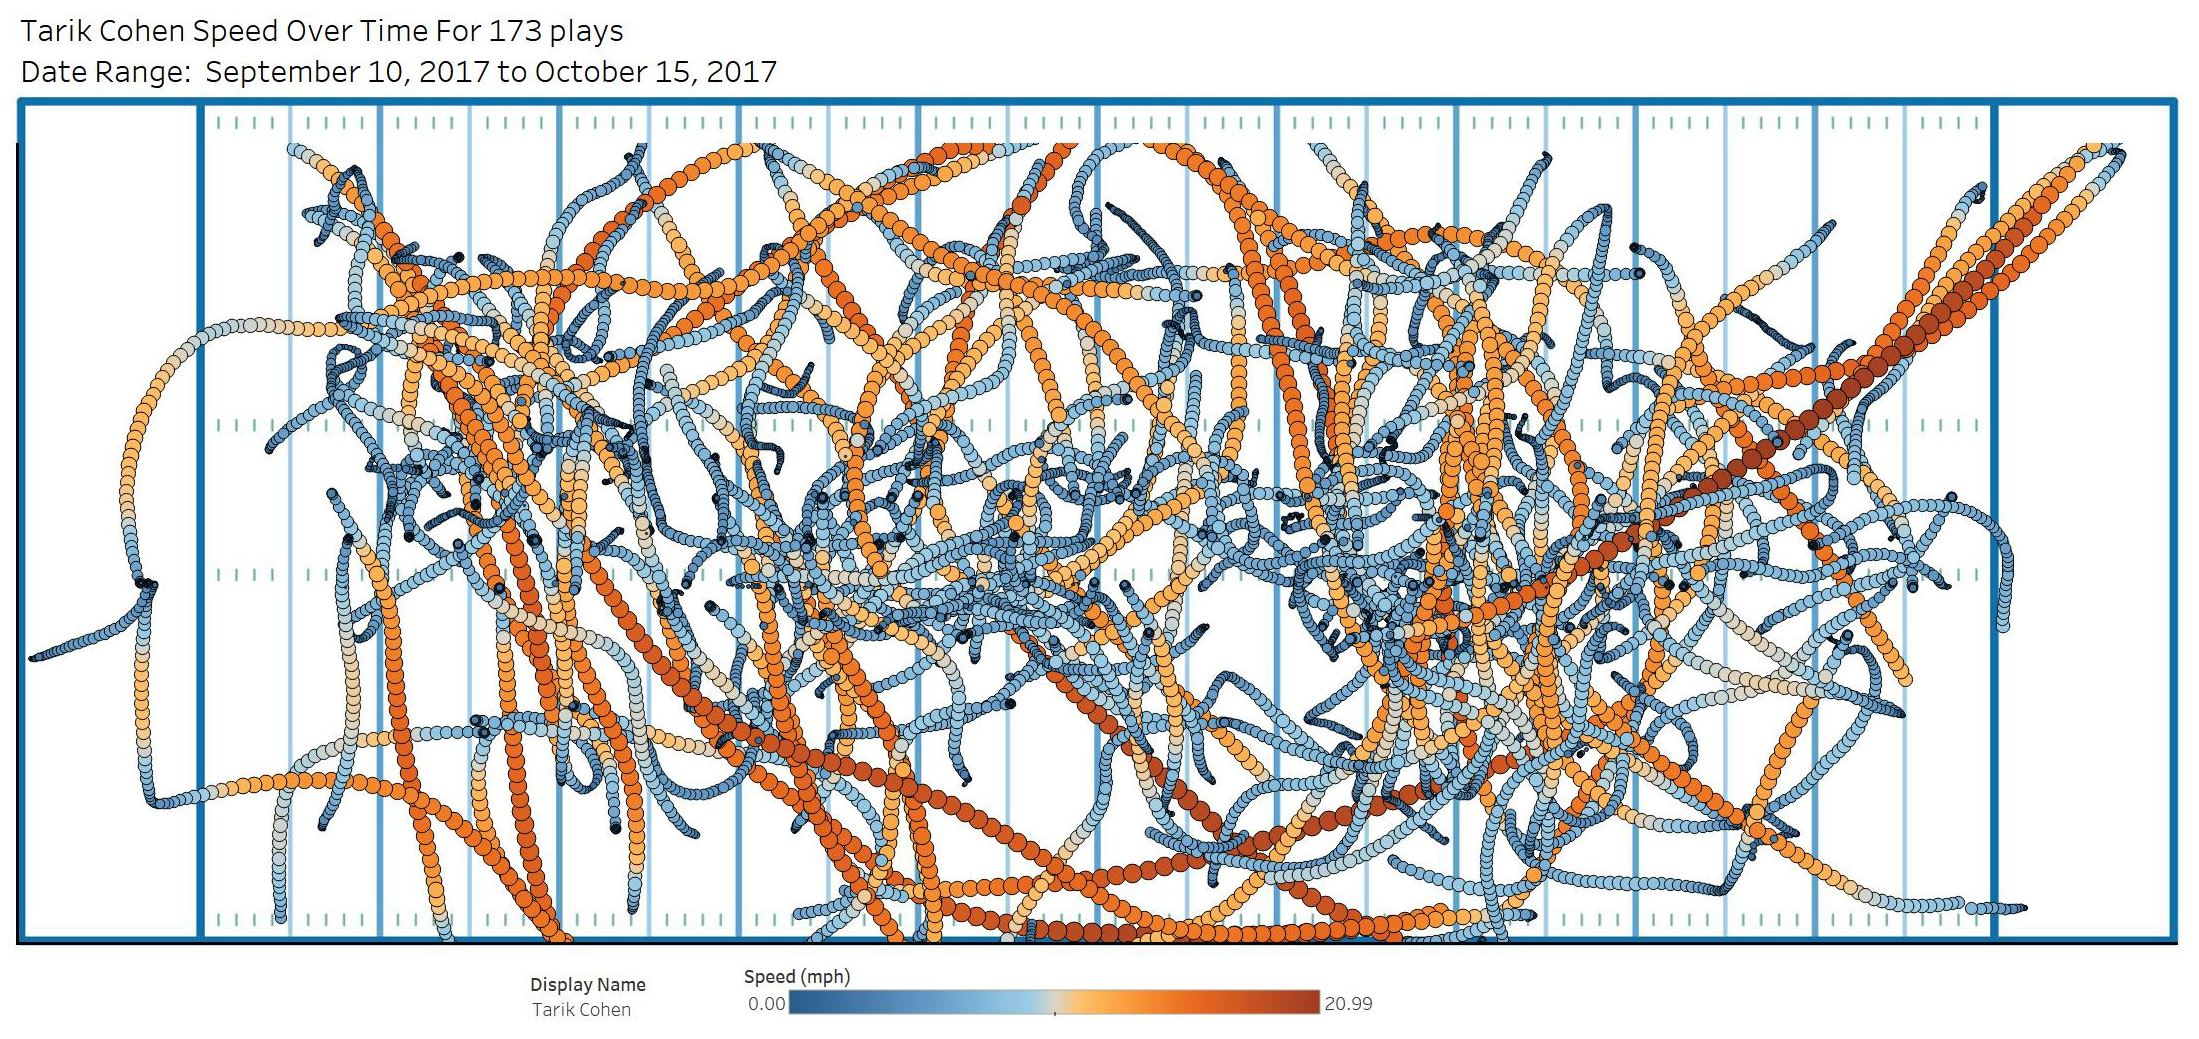 Tarik Cohen Speed Over Time For 173 plays
Date Range:  September 10, 2017 to October 15, 2017
Display Name
Tarik Cohen
Speed (mph)
0.00
20.99